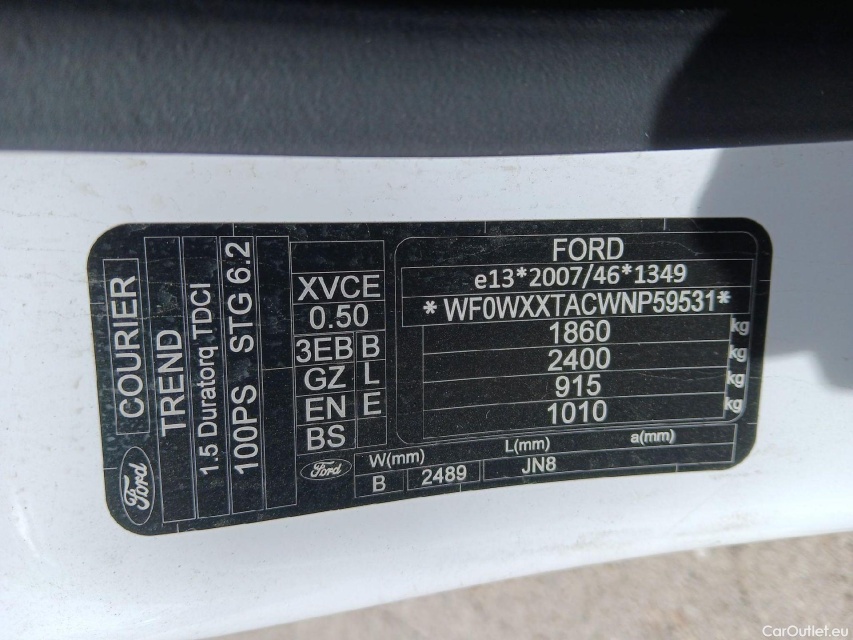 COURIER
TREND
1.5 Duratorq TDCI
100PS STG 6.2
Ford
XVCE
0.50
3EB B
GZ L
EN E
BS
Ford
FORD
e13*2007/46*1349
*WF0WXXTACWNP59531*
1860 kg
2400 kg
915 kg
1010 kg
W(mm) L(mm) a(mm)
B 2489 JN8
CarOutlet.eu